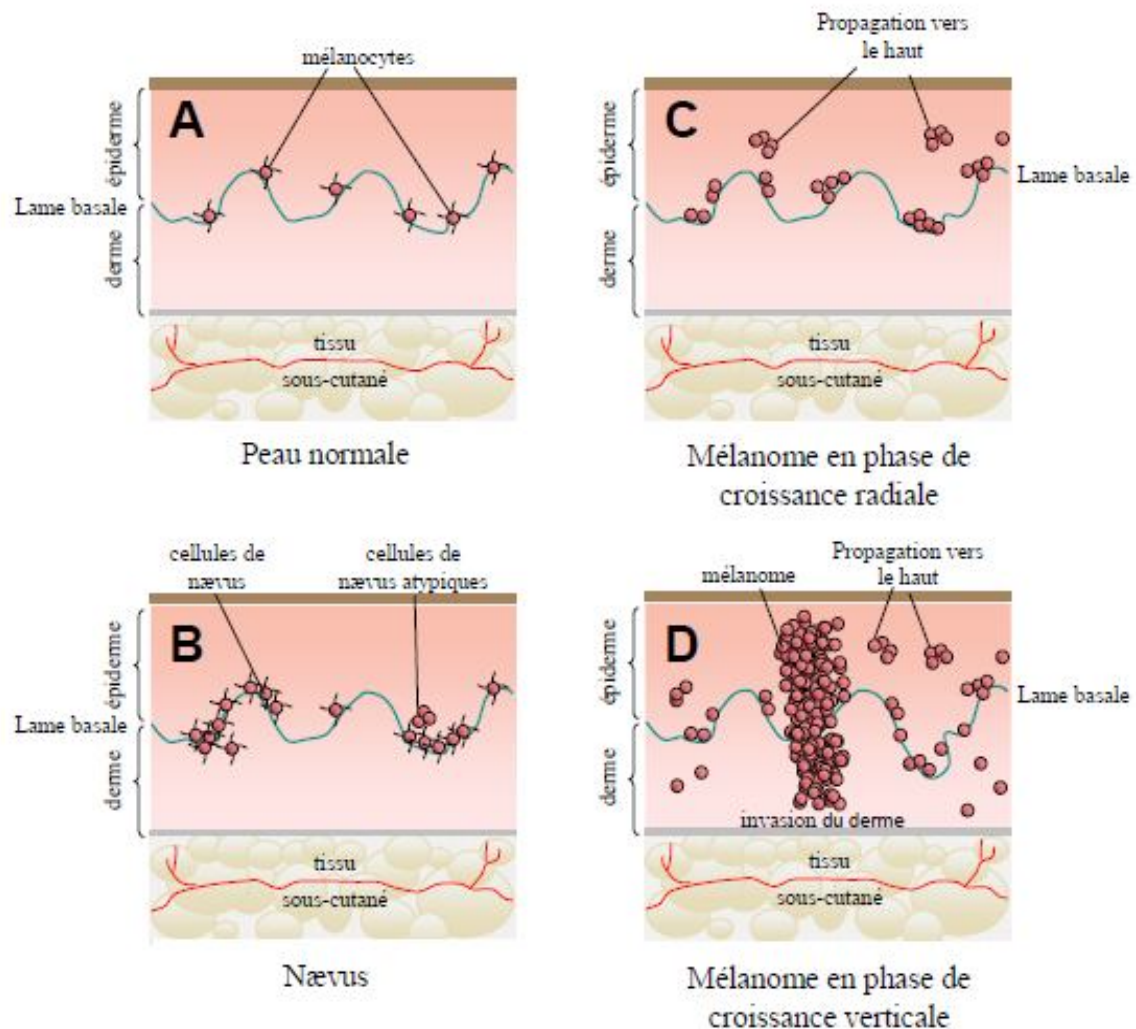 mélanocytes
A
épiderme
Lame basale
derme
tissu
sous-cutané
Peau normale
Propagation vers
le haut
C
épiderme
Lame basale
derme
tissu
sous-cutané
Mélanome en phase de
croissance radiale
cellules de
nævus
cellules de
nævus atypiques
B
épiderme
Lame basale
derme
tissu
sous-cutané
Nævus
mélanome
Propagation vers
le haut
D
épiderme
Lame basale
derme
invasion du derme
tissu
sous-cutané
Mélanome en phase de
croissance verticale